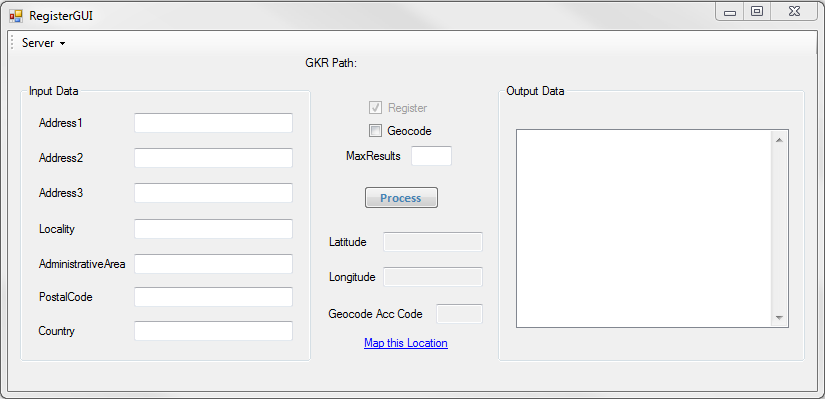 RegisterGUI
Server
GKR Path:
Input Data
Address1
Address2
Address3
Locality
AdministrativeArea
PostalCode
Country
Register
Geocode
MaxResults
Process
Latitude
Longitude
Geocode Acc Code
Map this Location
Output Data